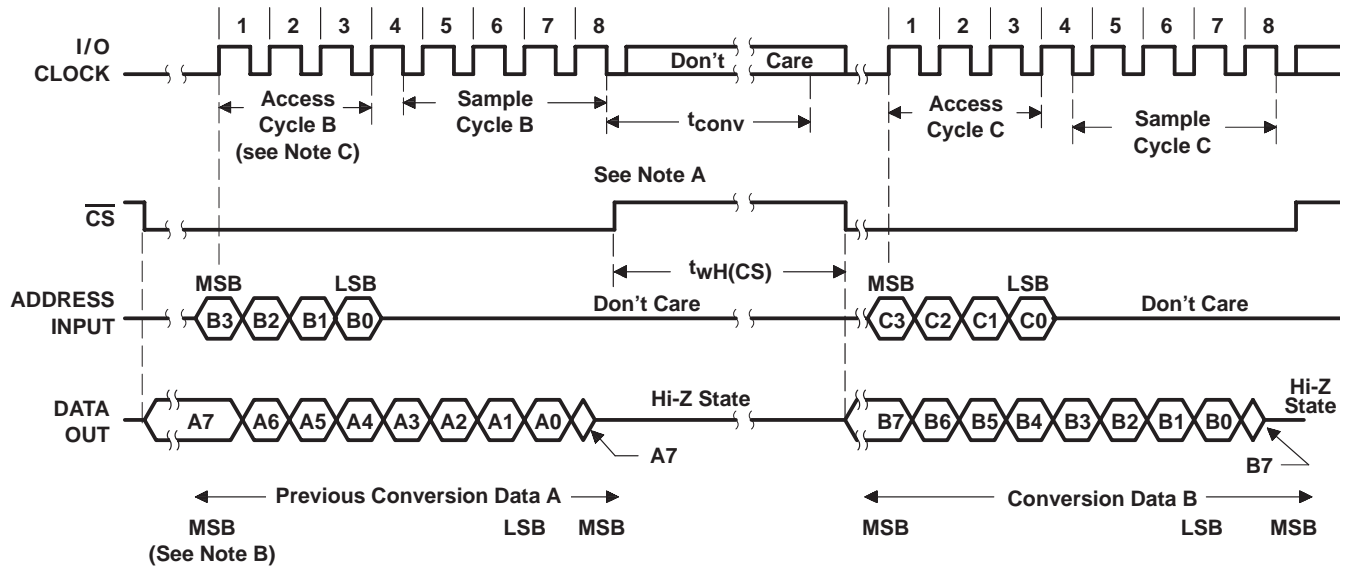 1 2 3 4 5 6 7 8 1 2 3 4 5 6 7 8
I/O
CLOCK
Don't Care
Access
Cycle B
(see Note C)
Sample
Cycle B
tconv
Access
Cycle C
Sample
Cycle C
See Note A
CS
twH(CS)
MSB LSB MSB LSB
ADDRESS
INPUT
B3 B2 B1 B0 Don't Care C3 C2 C1 C0 Don't Care
DATA
OUT
A7 A6 A5 A4 A3 A2 A1 A0 Hi-Z State B7 B6 B5 B4 B3 B2 B1 B0
Hi-Z
State
A7 B7
Previous Conversion Data A Conversion Data B
MSB LSB MSB MSB LSB MSB
(See Note B)